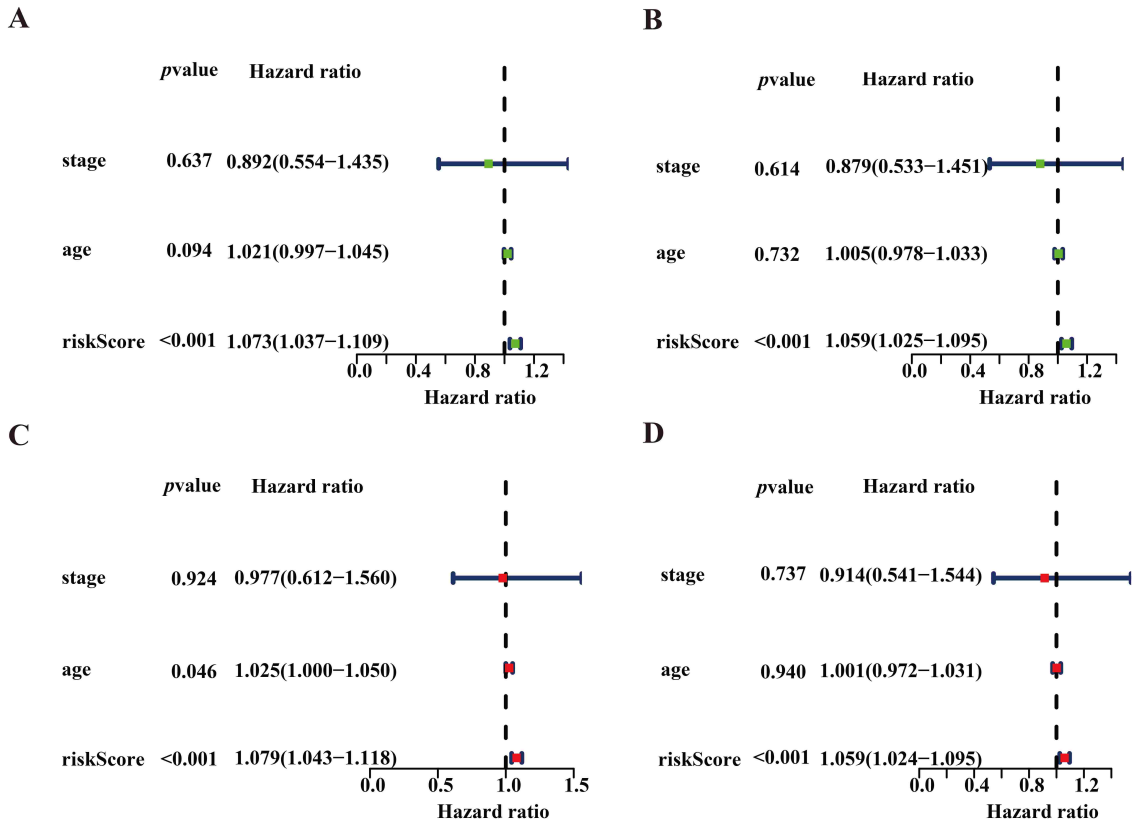 A
pvalue Hazard ratio
stage 0.637 0.892(0.554−1.435)
age 0.094 1.021(0.997−1.045)
riskScore <0.001 1.073(1.037−1.109)
0.0 0.4 0.8 1.2
Hazard ratio
B
pvalue Hazard ratio
stage 0.614 0.879(0.533−1.451)
age 0.732 1.005(0.978−1.033)
riskScore <0.001 1.059(1.025−1.095)
0.0 0.4 0.8 1.2
Hazard ratio
C
pvalue Hazard ratio
stage 0.924 0.977(0.612−1.560)
age 0.046 1.025(1.000−1.050)
riskScore <0.001 1.079(1.043−1.118)
0.0 0.5 1.0 1.5
Hazard ratio
D
pvalue Hazard ratio
stage 0.737 0.914(0.541−1.544)
age 0.940 1.001(0.972−1.031)
riskScore <0.001 1.059(1.024−1.095)
0.0 0.4 0.8 1.2
Hazard ratio